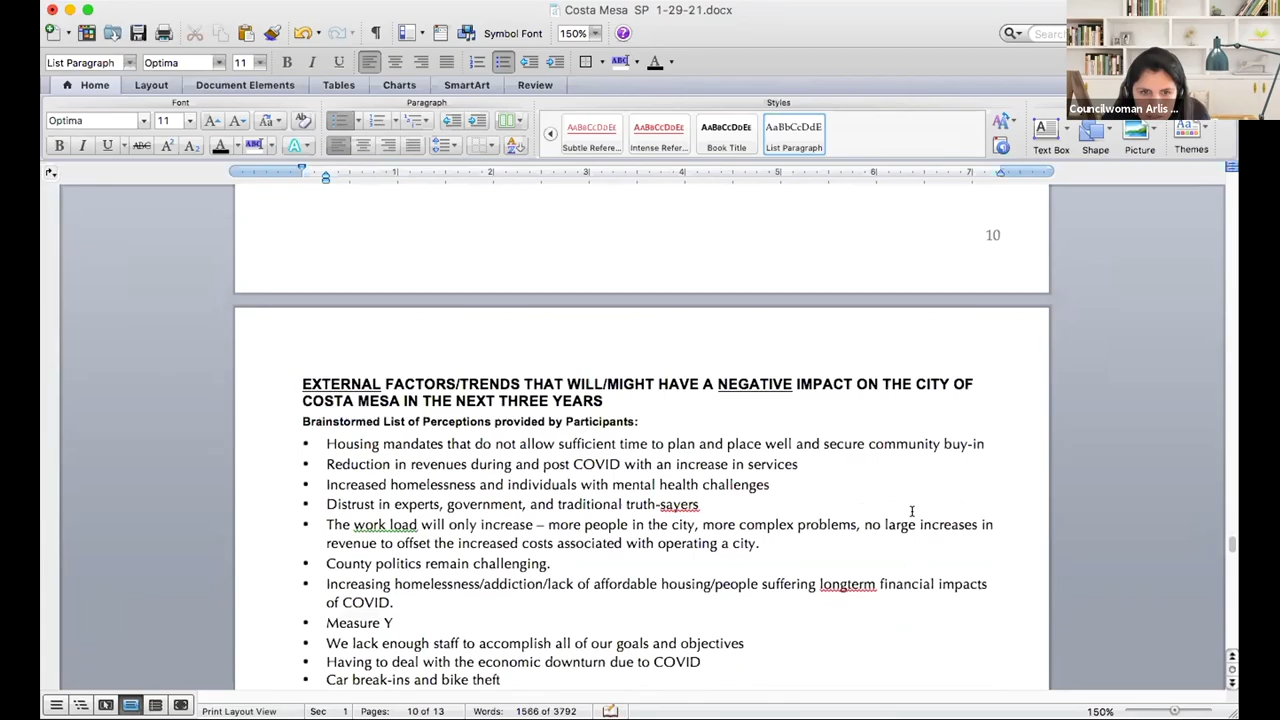 Costa Mesa SP 1-29-21.docx
Symbol Font
150%
Search
List Paragraph
Optima
11
B I U
ABC
A
Home
Layout
Document Elements
Tables
Charts
SmartArt
Review
Font
Paragraph
Styles
Optima
11
AaBbCcDdEe
AaBbCcDdEe
AaBbCcDdEe
AaBbCcDdE
Subtle Refere...
Intense Refer...
Book Title
List Paragraph
Text Box
Shape
Picture
Themes
Councilwoman Arlis ...
1 2 3 4 5 6 7
10
EXTERNAL FACTORS/TRENDS THAT WILL/MIGHT HAVE A NEGATIVE IMPACT ON THE CITY OF
COSTA MESA IN THE NEXT THREE YEARS
Brainstormed List of Perceptions provided by Participants:
• Housing mandates that do not allow sufficient time to plan and place well and secure community buy-in
• Reduction in revenues during and post COVID with an increase in services
• Increased homelessness and individuals with mental health challenges
• Distrust in experts, government, and traditional truth-sayers
• The work load will only increase – more people in the city, more complex problems, no large increases in
revenue to offset the increased costs associated with operating a city.
• County politics remain challenging.
• Increasing homelessness/addiction/lack of affordable housing/people suffering longterm financial impacts
of COVID.
• Measure Y
• We lack enough staff to accomplish all of our goals and objectives
• Having to deal with the economic downturn due to COVID
• Car break-ins and bike theft
Print Layout View
Sec 1
Pages: 10 of 13
Words: 1566 of 3792
150%